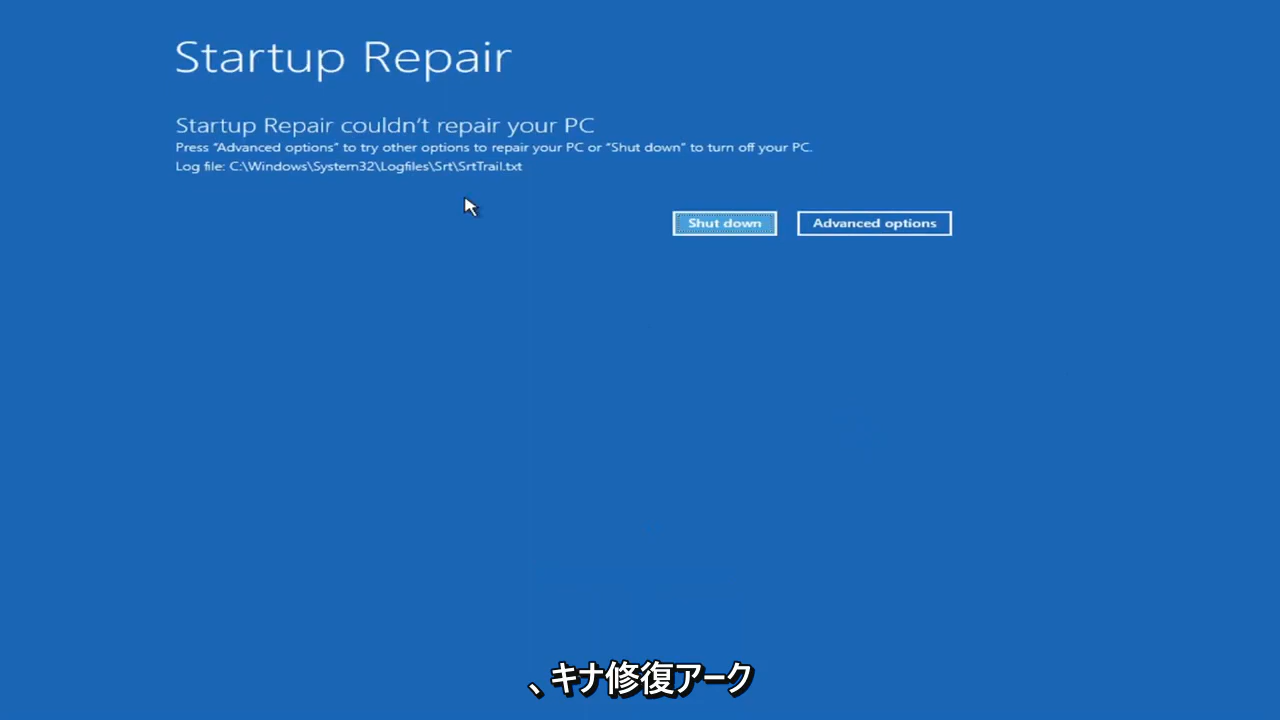 Startup Repair
Startup Repair couldn't repair your PC
Press “Advanced options” to try other options to repair your PC or “Shut down” to turn off your PC.
Log file: C:\Windows\System32\Logfiles\Srt\SrtTrail.txt
Shut down
Advanced options
、キナ修復アーク